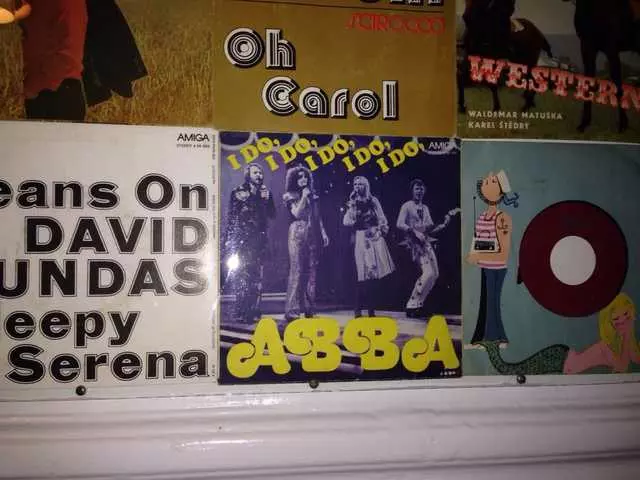 SCIROCCO
Oh
Carol
WESTERN
WALDEMAR MATUŠKA
KAREL ŠTĚDRÝ
AMIGA
eans On
DAVID
UNDAS
eepy
Serena
AMIGA
I DO, I DO, I DO, I DO, I DO,
ABBA